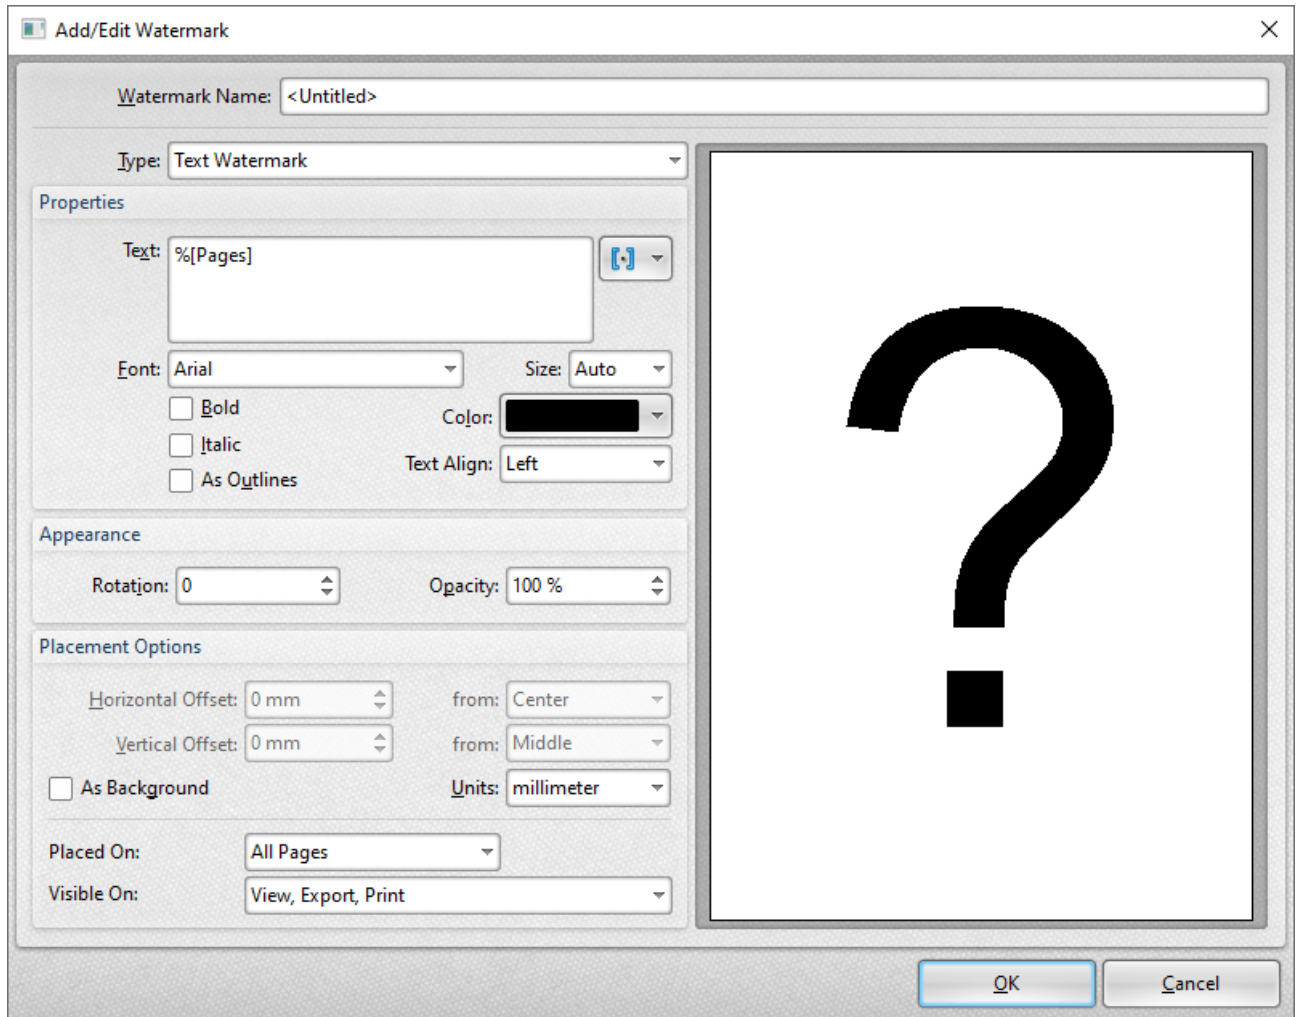 Add/Edit Watermark
Watermark Name: <Untitled>
Type: Text Watermark
Properties
Text: %[Pages]
Font: Arial Size: Auto
Bold Color:
Italic
Text Align: Left
As Outlines
Appearance
Rotation: 0 Opacity: 100 %
Placement Options
Horizontal Offset: 0 mm from: Center
Vertical Offset: 0 mm from: Middle
As Background Units: millimeter
Placed On: All Pages
Visible On: View, Export, Print
?
OK Cancel